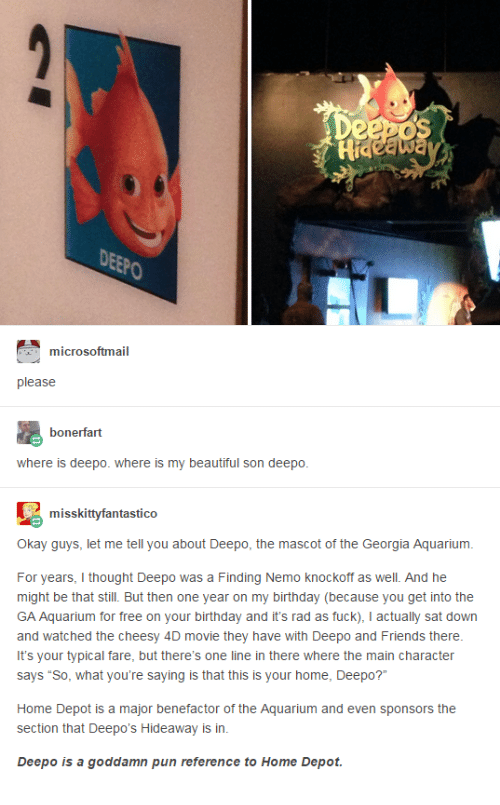 2
DEEPO
Deepo's
Hideaway
microsoftmail
please
bonerfart
where is deepo. where is my beautiful son deepo.
misskittyfantastico
Okay guys, let me tell you about Deepo, the mascot of the Georgia Aquarium.
For years, I thought Deepo was a Finding Nemo knockoff as well. And he
might be that still. But then one year on my birthday (because you get into the
GA Aquarium for free on your birthday and it's rad as fuck), I actually sat down
and watched the cheesy 4D movie they have with Deepo and Friends there.
It's your typical fare, but there's one line in there where the main character
says “So, what you're saying is that this is your home, Deepo?”
Home Depot is a major benefactor of the Aquarium and even sponsors the
section that Deepo's Hideaway is in.
Deepo is a goddamn pun reference to Home Depot.